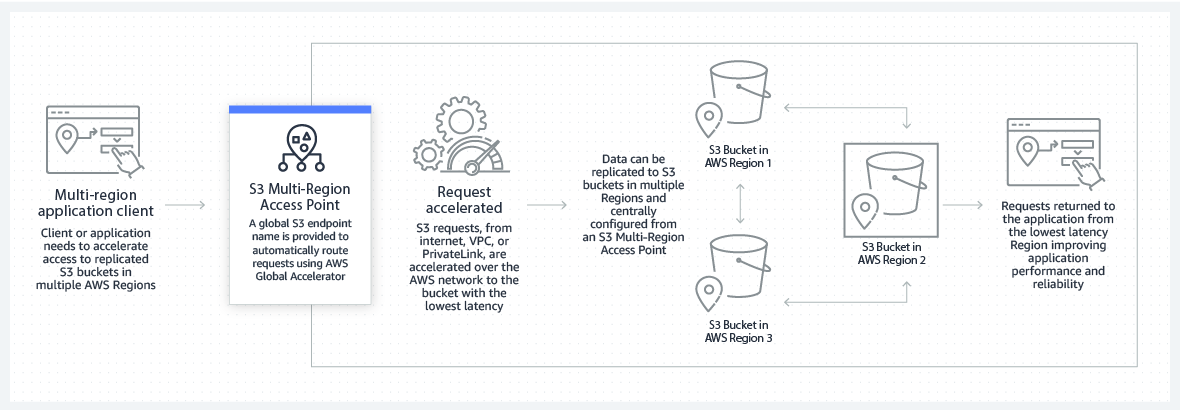 Multi-region
application client
Client or application
needs to accelerate
access to replicated
S3 buckets in
multiple AWS Regions
S3 Multi-Region
Access Point
A global S3 endpoint
name is provided to
automatically route
requests using AWS
Global Accelerator
Request
accelerated
S3 requests, from
internet, VPC, or
PrivateLink, are
accelerated over the
AWS network to the
bucket with the
lowest latency
Data can be
replicated to S3
buckets in multiple
Regions and
centrally
configured from
an S3 Multi-Region
Access Point
S3 Bucket in
AWS Region 1
S3 Bucket in
AWS Region 3
S3 Bucket in
AWS Region 2
Requests returned to
the application from
the lowest latency
Region improving
application
performance and
reliability